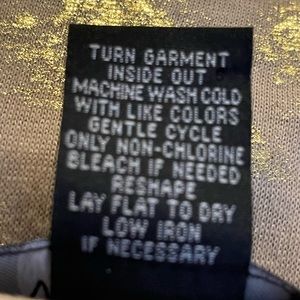 TURN GARMENT
INSIDE OUT
MACHINE WASH COLD
WITH LIKE COLORS
GENTLE CYCLE
ONLY NON-CHLORINE
BLEACH IF NEEDED
RESHAPE
LAY FLAT TO DRY
LOW IRON
IF NECESSARY